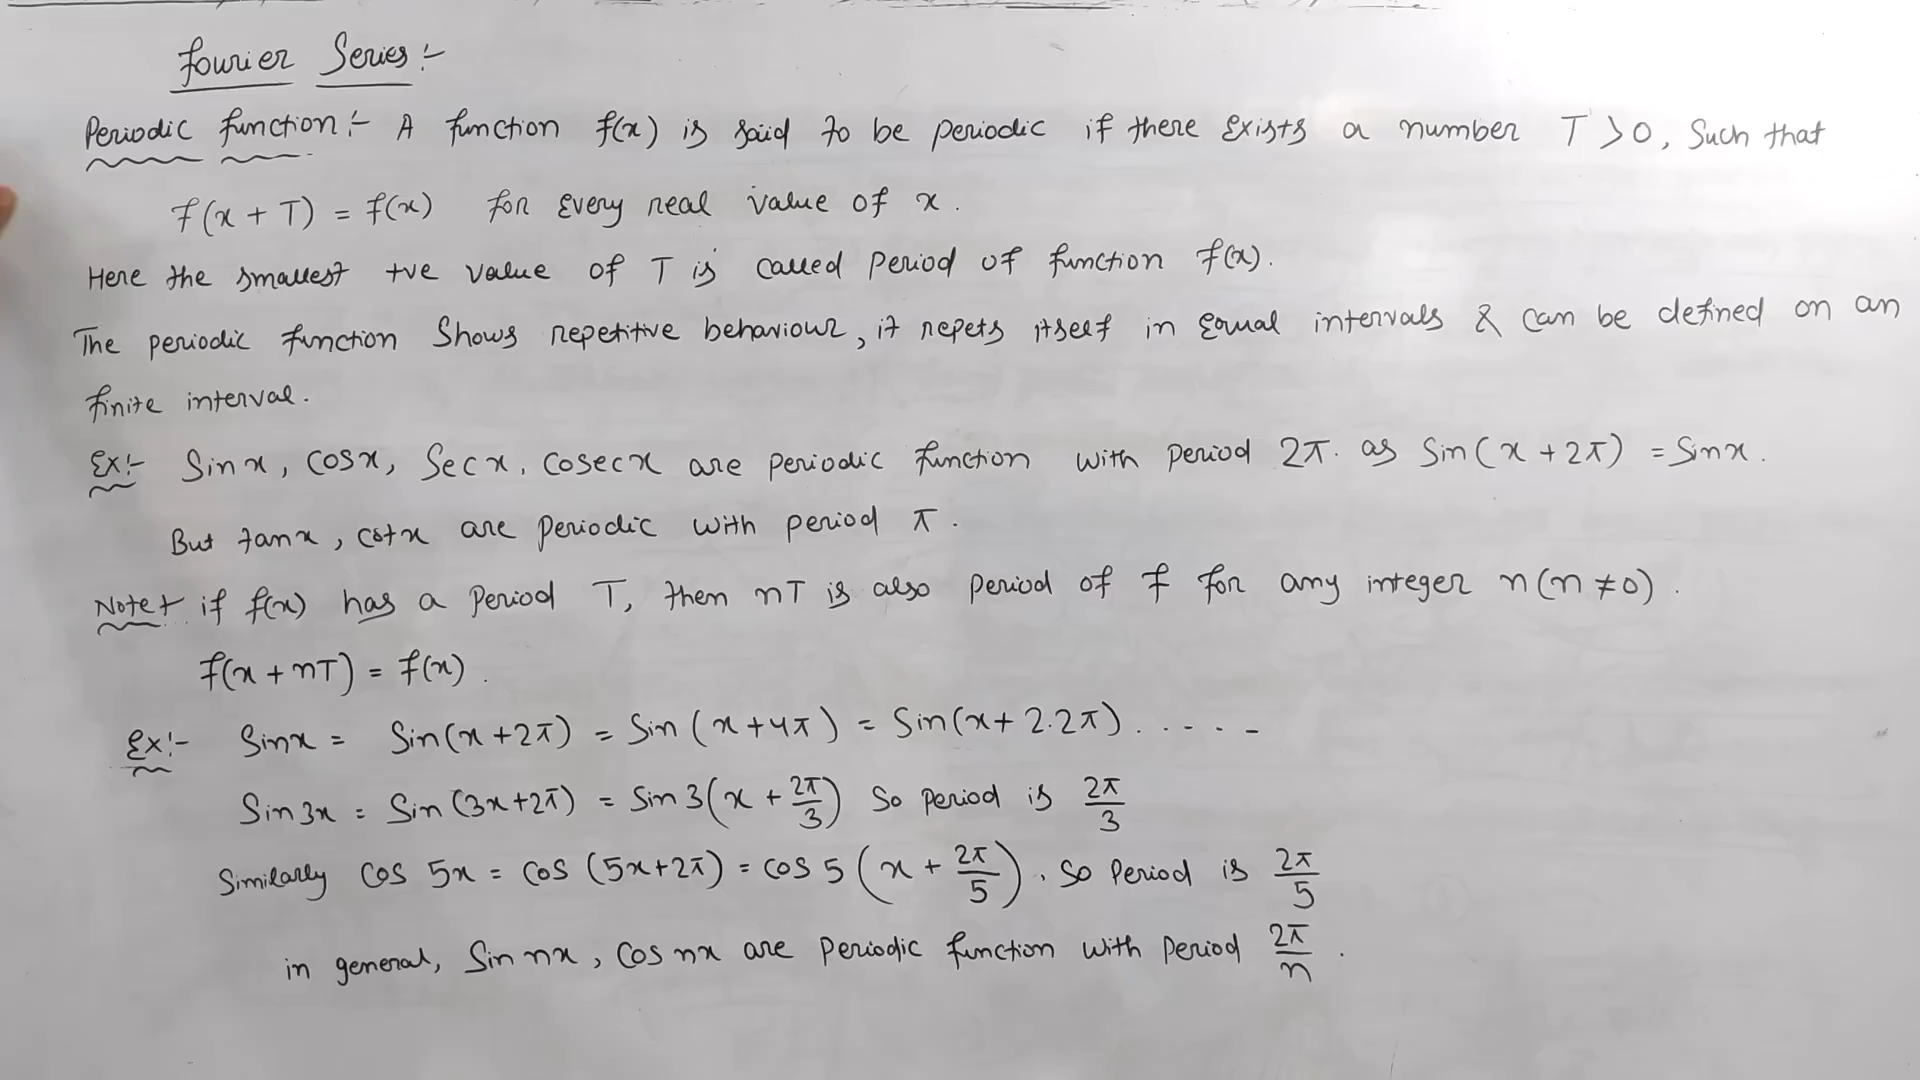 Fourier Series:-
Periodic function:- A function f(x) is said to be periodic if there exists a number T > 0, Such that
f(x + T) = f(x) for every real value of x.
Here the smallest +ve value of T is called Period of function f(x).
The periodic function Shows repetitive behaviour, it repets itself in equal intervals & can be defined on an
finite interval.
Ex:- Sin x, Cos x, Sec x, Cosec x are periodic function with period 2π. as Sin(x + 2π) = Sin x.
But tan x, cot x are periodic with period π.
Note:- if f(x) has a Period T, then nT is also period of f for any integer n (n ≠ 0).
f(x + nT) = f(x).
Ex:- Sin x = Sin(x + 2π) = Sin(x + 4π) = Sin(x + 2.2π).....
Sin 3x = Sin(3x + 2π) = Sin 3(x + 2π/3) So period is 2π/3
Similarly Cos 5x = Cos(5x + 2π) = Cos 5(x + 2π/5). So Period is 2π/5
in general, Sin nx, Cos nx are Periodic function with Period 2π/n.